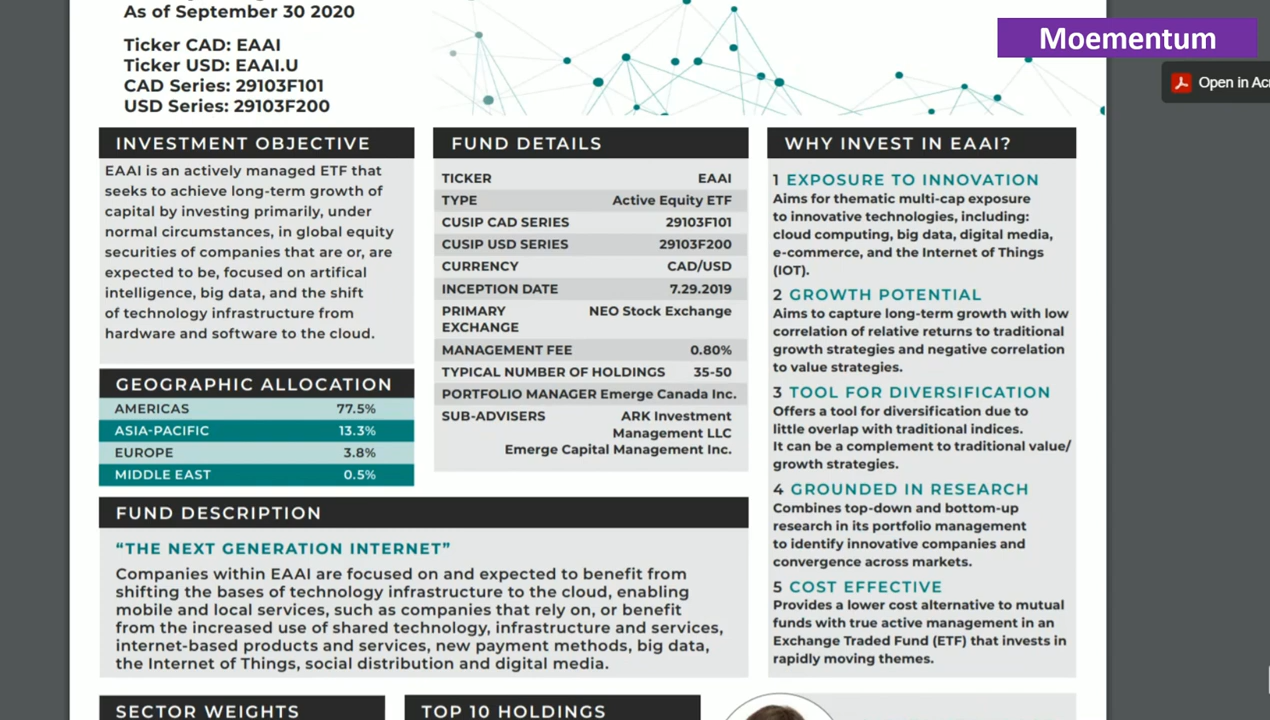 As of September 30 2020
Ticker CAD: EAAI
Ticker USD: EAAI.U
CAD Series: 29103F101
USD Series: 29103F200
Moementum
Open in Acr
INVESTMENT OBJECTIVE
EAAI is an actively managed ETF that
seeks to achieve long-term growth of
capital by investing primarily, under
normal circumstances, in global equity
securities of companies that are or, are
expected to be, focused on artifical
intelligence, big data, and the shift
of technology infrastructure from
hardware and software to the cloud.
GEOGRAPHIC ALLOCATION
AMERICAS 77.5%
ASIA-PACIFIC 13.3%
EUROPE 3.8%
MIDDLE EAST 0.5%
FUND DETAILS
TICKER EAAI
TYPE Active Equity ETF
CUSIP CAD SERIES 29103F101
CUSIP USD SERIES 29103F200
CURRENCY CAD/USD
INCEPTION DATE 7.29.2019
PRIMARY NEO Stock Exchange
EXCHANGE
MANAGEMENT FEE 0.80%
TYPICAL NUMBER OF HOLDINGS 35-50
PORTFOLIO MANAGER Emerge Canada Inc.
SUB-ADVISERS ARK Investment
Management LLC
Emerge Capital Management Inc.
WHY INVEST IN EAAI?
1 EXPOSURE TO INNOVATION
Aims for thematic multi-cap exposure
to innovative technologies, including:
cloud computing, big data, digital media,
e-commerce, and the Internet of Things
(IOT).
2 GROWTH POTENTIAL
Aims to capture long-term growth with low
correlation of relative returns to traditional
growth strategies and negative correlation
to value strategies.
3 TOOL FOR DIVERSIFICATION
Offers a tool for diversification due to
little overlap with traditional indices.
It can be a complement to traditional value/
growth strategies.
4 GROUNDED IN RESEARCH
Combines top-down and bottom-up
research in its portfolio management
to identify innovative companies and
convergence across markets.
5 COST EFFECTIVE
Provides a lower cost alternative to mutual
funds with true active management in an
Exchange Traded Fund (ETF) that invests in
rapidly moving themes.
FUND DESCRIPTION
“THE NEXT GENERATION INTERNET”
Companies within EAAI are focused on and expected to benefit from
shifting the bases of technology infrastructure to the cloud, enabling
mobile and local services, such as companies that rely on, or benefit
from the increased use of shared technology, infrastructure and services,
internet-based products and services, new payment methods, big data,
the Internet of Things, social distribution and digital media.
SECTOR WEIGHTS
TOP 10 HOLDINGS